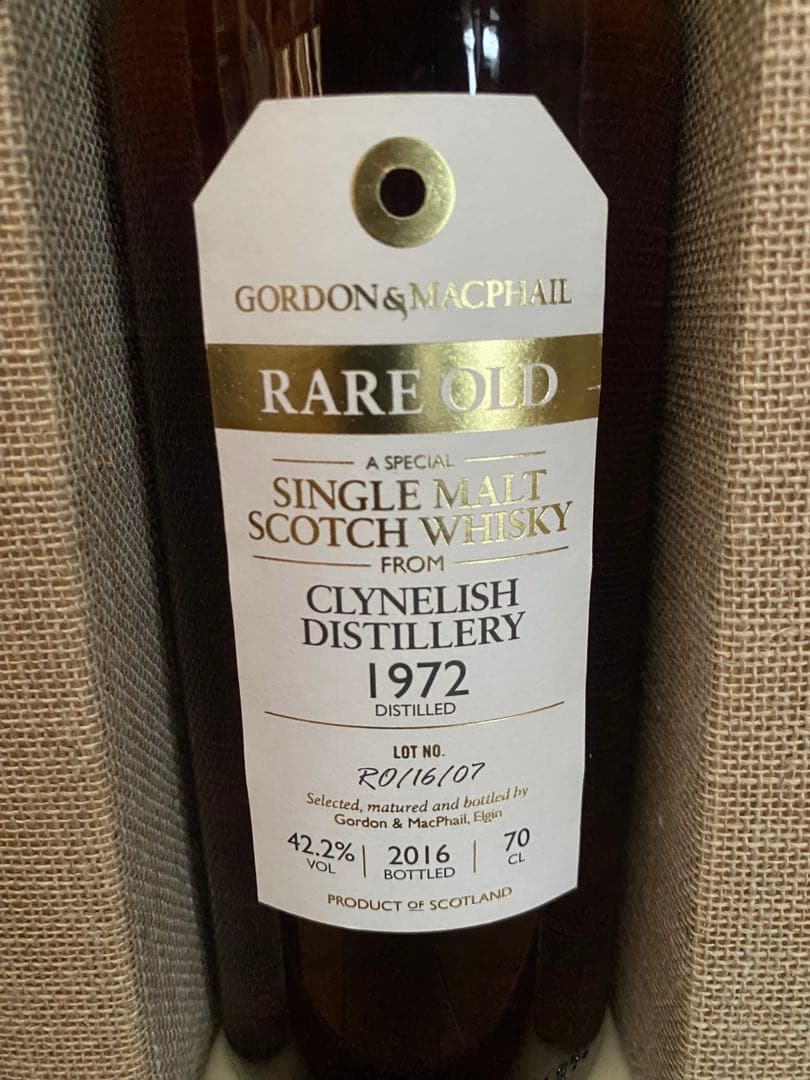 GORDON & MACPHAIL
RARE OLD
A SPECIAL
SINGLE MALT
SCOTCH WHISKY
FROM
CLYNELISH
DISTILLERY
1972
DISTILLED
LOT NO.
RO/16/07
Selected, matured and bottled by
Gordon & MacPhail, Elgin
42.2% VOL | 2016 BOTTLED | 70 CL
PRODUCT OF SCOTLAND